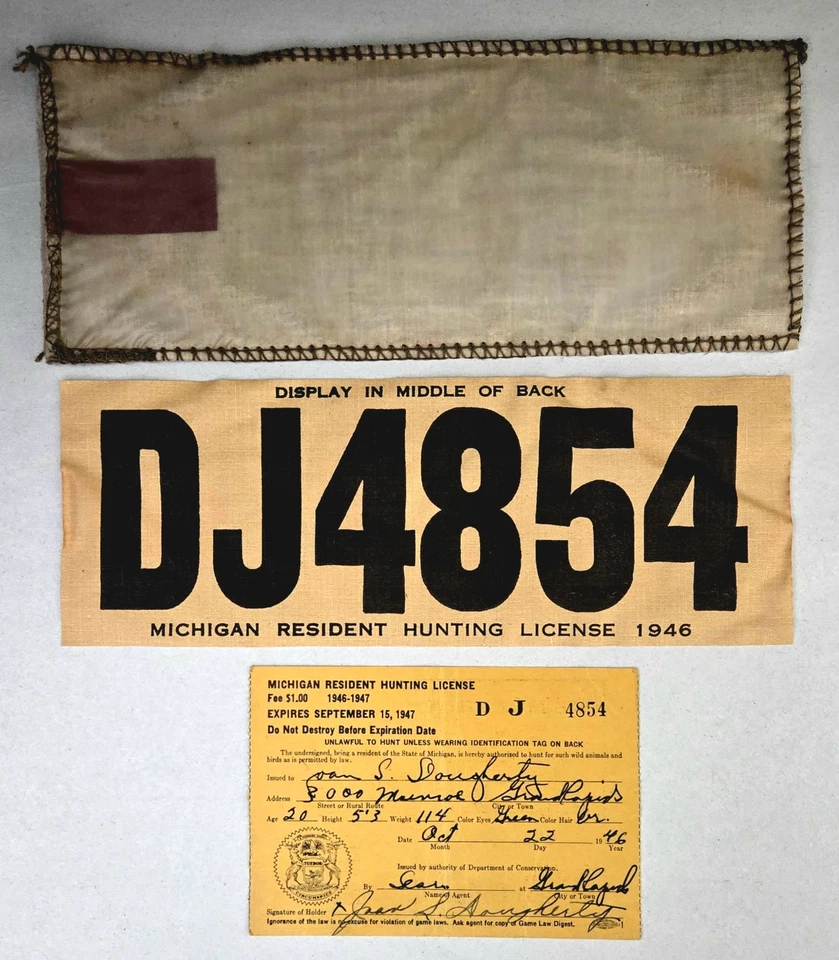 DISPLAY IN MIDDLE OF BACK
DJ4854
MICHIGAN RESIDENT HUNTING LICENSE 1946
MICHIGAN RESIDENT HUNTING LICENSE
Fee $1.00 1946-1947
D J 4854
EXPIRES SEPTEMBER 15, 1947
Do Not Destroy Before Expiration Date
UNLAWFUL TO HUNT UNLESS WEARING IDENTIFICATION TAG ON BACK
The undersigned, being a resident of the State of Michigan, is hereby authorized to hunt for such wild animals and
birds as is permitted by law.
Issued to Joan S. Dougherty
Address 3000 Monroe Grand Rapids
Street or Rural Route City or Town
Age 20 Height 5'3 Weight 114 Color Eyes Green Color Hair Br.
Date Oct 22 1946
Month Day Year
TUEBOR
Issued by authority of Department of Conservation.
By Sears at Grand Rapids
Name of Agent City or Town
Signature of Holder x Joan S. Dougherty
Ignorance of the law is no excuse for violation of game laws. Ask agent for copy of Game Law Digest.